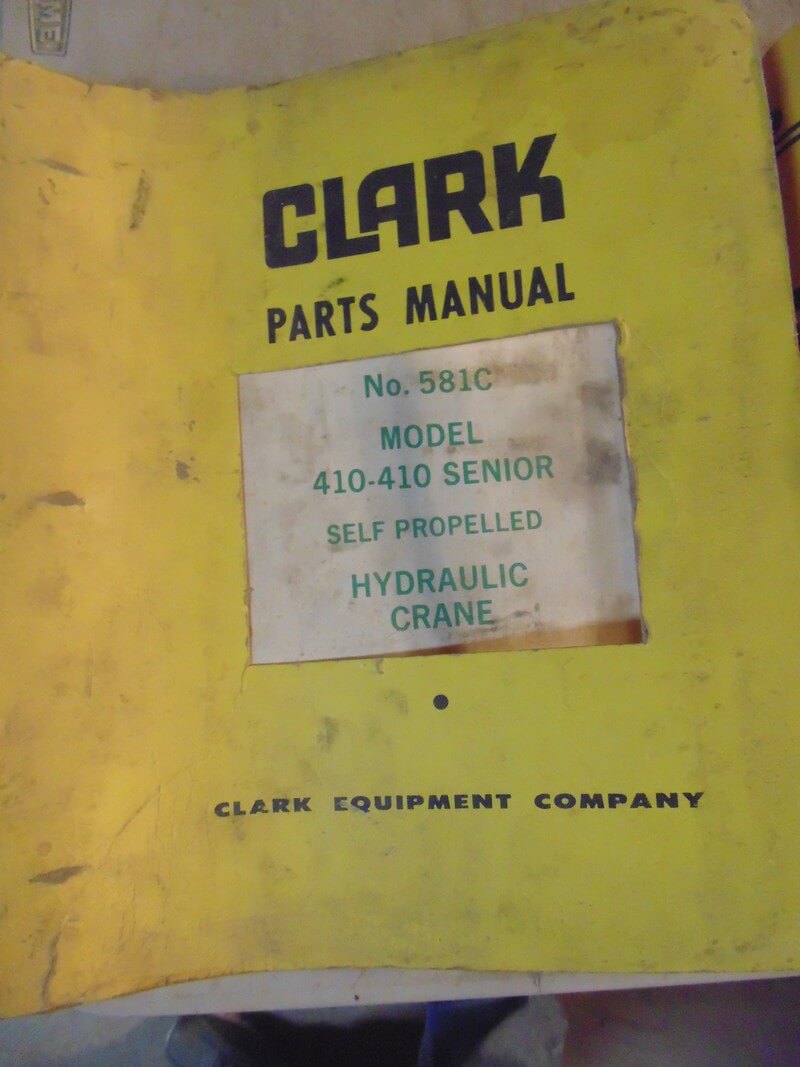 CLARK
PARTS MANUAL
No. 581C
MODEL
410-410 SENIOR
SELF PROPELLED
HYDRAULIC
CRANE
CLARK EQUIPMENT COMPANY